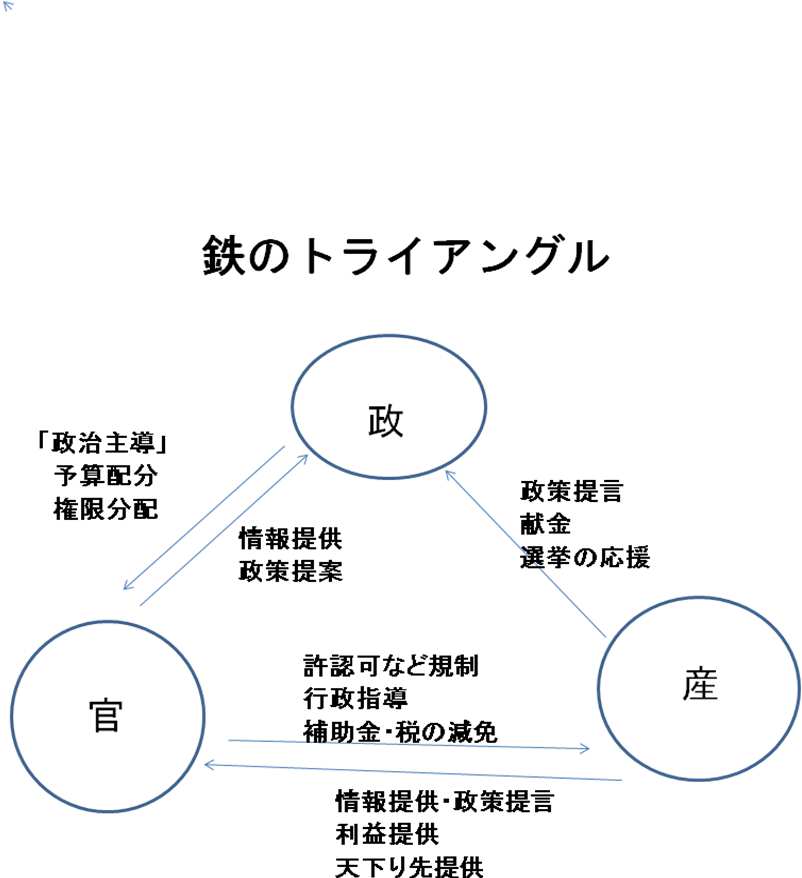 鉄のトライアングル
政
「政治主導」
予算配分
権限分配
情報提供
政策提案
政策提言
献金
選挙の応援
官
産
許認可など規制
行政指導
補助金・税の減免
情報提供・政策提言
利益提供
天下り先提供